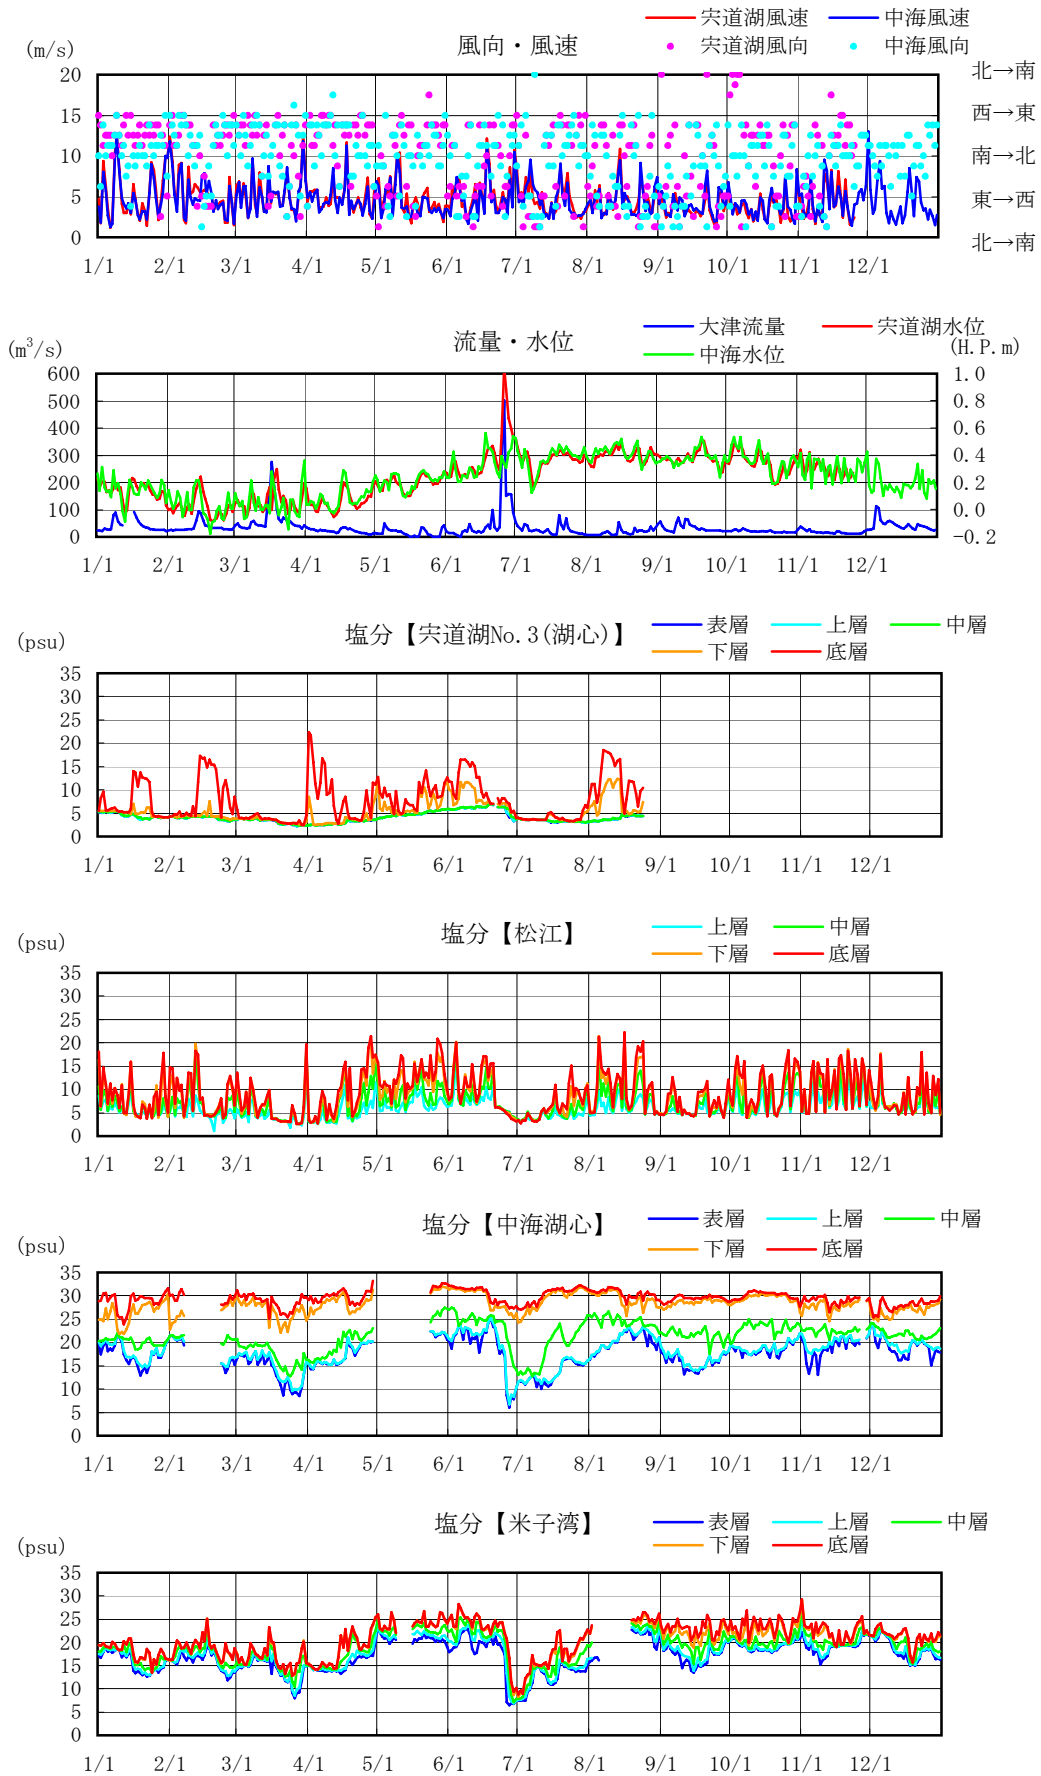 宍道湖風速 中海風速
(m/s) 風向・風速 宍道湖風向 中海風向
20 北→南
15 西→東
10 南→北
5 東→西
0 北→南
1/1 2/1 3/1 4/1 5/1 6/1 7/1 8/1 9/1 10/1 11/1 12/1
大津流量 宍道湖水位
(m3/s) 流量・水位 中海水位 (H.P.m)
600 1.0
500 0.8
400 0.6
300 0.4
200 0.2
100 0.0
0 -0.2
1/1 2/1 3/1 4/1 5/1 6/1 7/1 8/1 9/1 10/1 11/1 12/1
(psu) 塩分【宍道湖No.3(湖心)】 表層 上層 中層
下層 底層
35
30
25
20
15
10
5
0
1/1 2/1 3/1 4/1 5/1 6/1 7/1 8/1 9/1 10/1 11/1 12/1
(psu) 塩分【松江】 上層 中層
下層 底層
35
30
25
20
15
10
5
0
1/1 2/1 3/1 4/1 5/1 6/1 7/1 8/1 9/1 10/1 11/1 12/1
(psu) 塩分【中海湖心】 表層 上層 中層
下層 底層
35
30
25
20
15
10
5
0
1/1 2/1 3/1 4/1 5/1 6/1 7/1 8/1 9/1 10/1 11/1 12/1
(psu) 塩分【米子湾】 表層 上層 中層
下層 底層
35
30
25
20
15
10
5
0
1/1 2/1 3/1 4/1 5/1 6/1 7/1 8/1 9/1 10/1 11/1 12/1